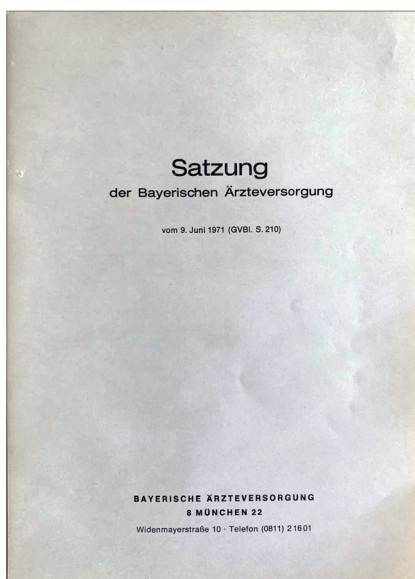 Satzung
der Bayerischen Ärzteversorgung
vom 9. Juni 1971 (GVBl. S. 210)
BAYERISCHE ÄRZTEVERSORGUNG
8 MÜNCHEN 22
Widenmayerstraße 10 · Telefon (0811) 21601